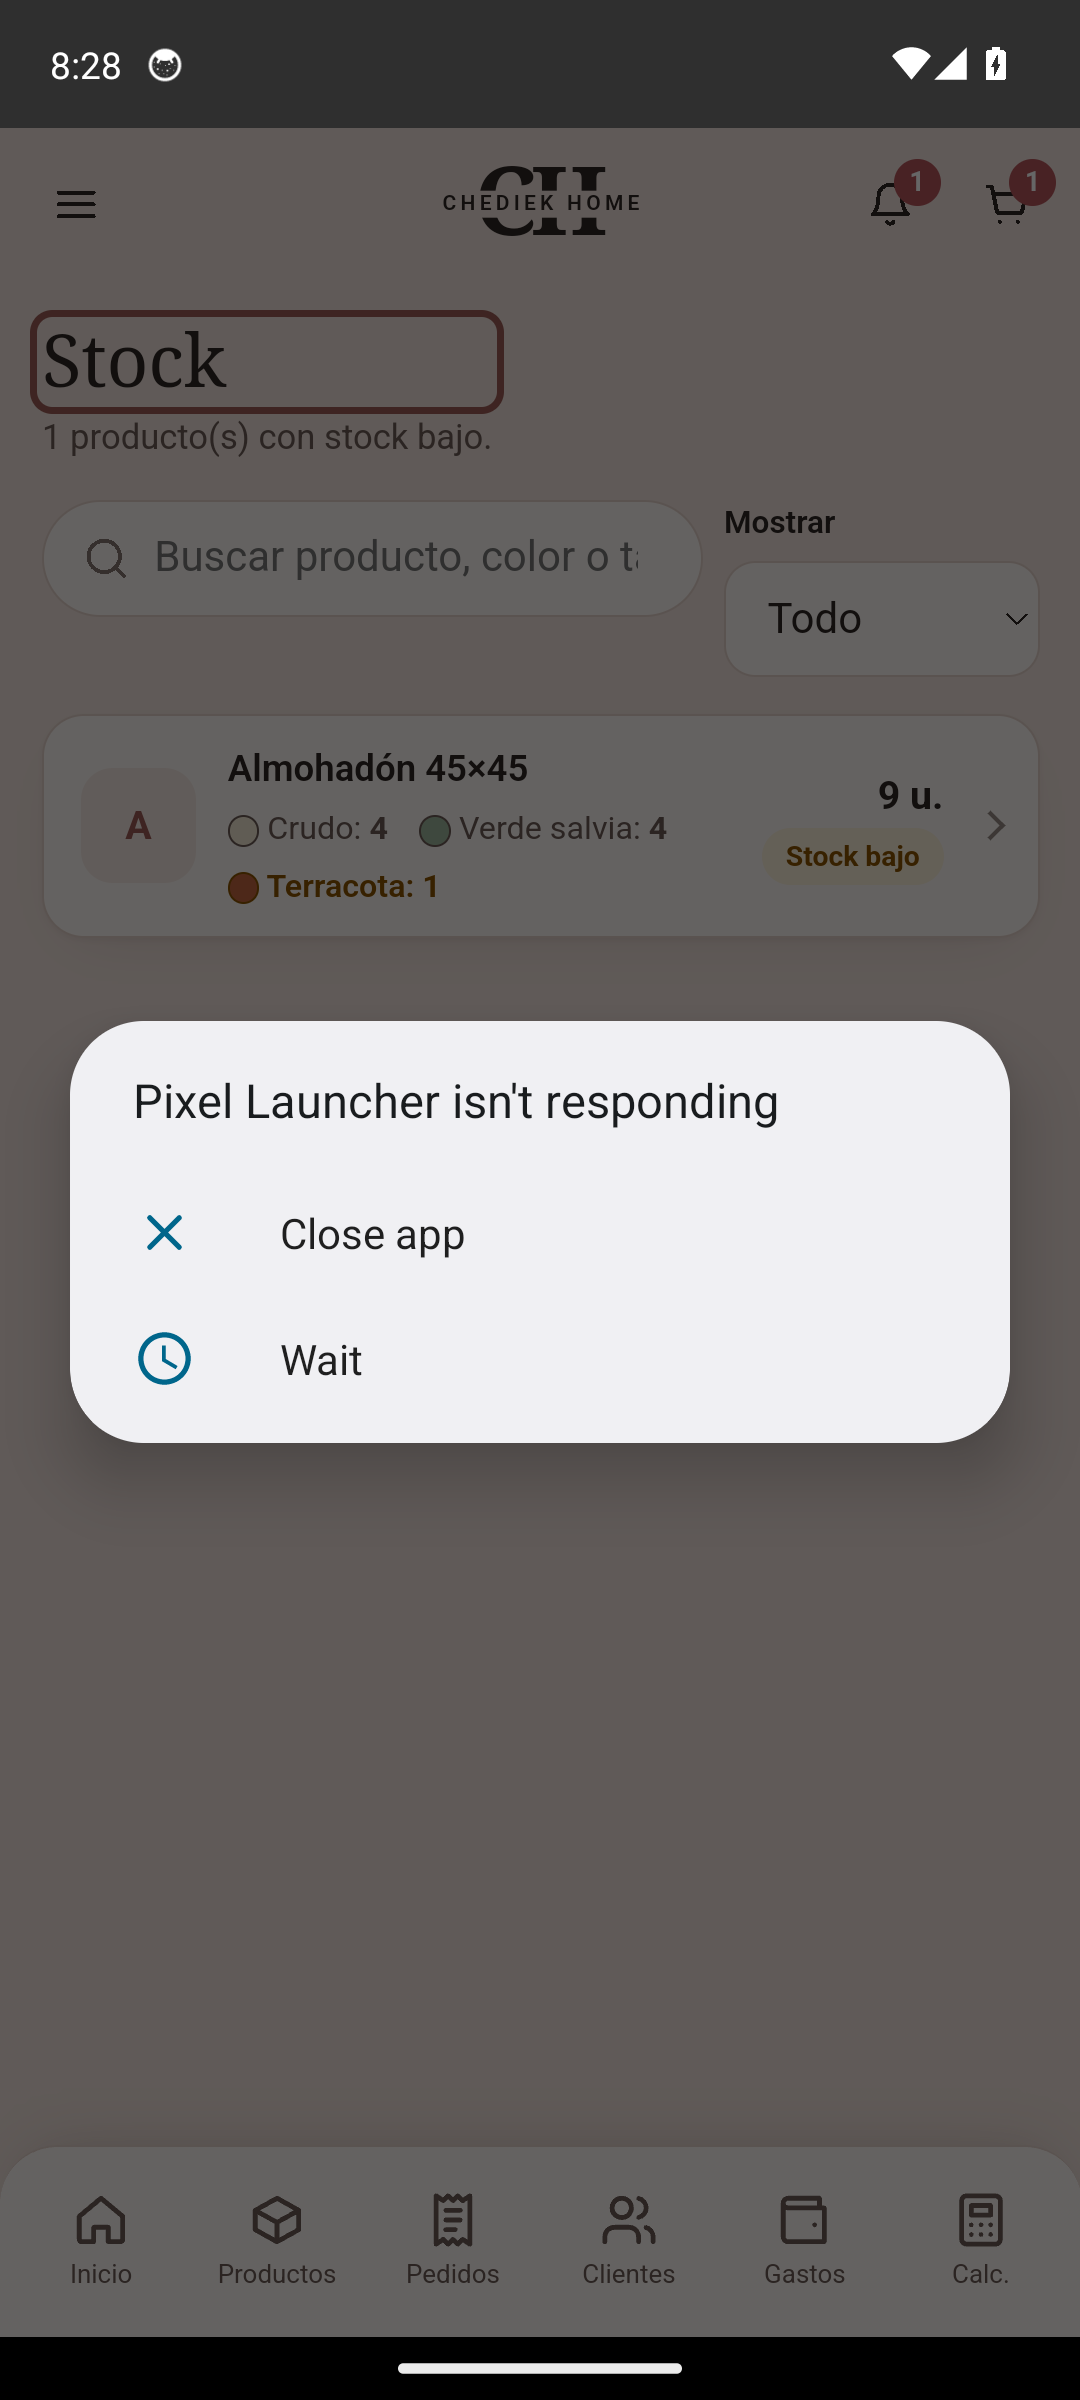 8:28
CH
CHEDIEK HOME
1
1
Stock
1 producto(s) con stock bajo.
Buscar producto, color o ta
Mostrar
Todo
A
Almohadón 45×45
Crudo: 4 Verde salvia: 4
Terracota: 1
9 u.
Stock bajo
Pixel Launcher isn't responding
Close app
Wait
Inicio
Productos
Pedidos
Clientes
Gastos
Calc.